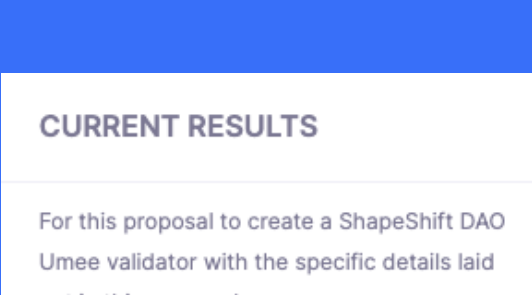 CURRENT RESULTS
For this proposal to create a ShapeShift DAO
Umee validator with the specific details laid